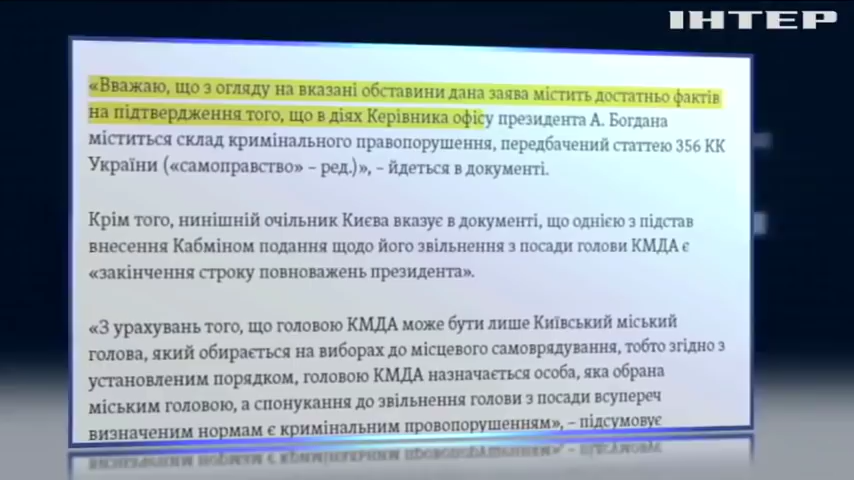 ІНТЕР
«Вважаю, що з огляду на вказані обставини дана заява містить достатньо фактів
на підтвердження того, що в діях Керівника офісу президента А. Богдана
міститься склад кримінального правопорушення, передбачений статтею 356 КК
України («самоправство» – ред.)», – йдеться в документі.
Крім того, нинішній очільник Києва вказує в документі, що однією з підстав
внесення Кабміном подання щодо його звільнення з посади голови КМДА є
«закінчення строку повноважень президента».
«З урахувань того, що головою КМДА може бути лише Київський міський
голова, який обирається на виборах до місцевого самоврядування, тобто згідно з
установленим порядком, головою КМДА назначається особа, яка обрана
міським головою, а спонукання до звільнення голови з посади всупереч
визначеним нормам є кримінальним провопорушенням», – підсумовує